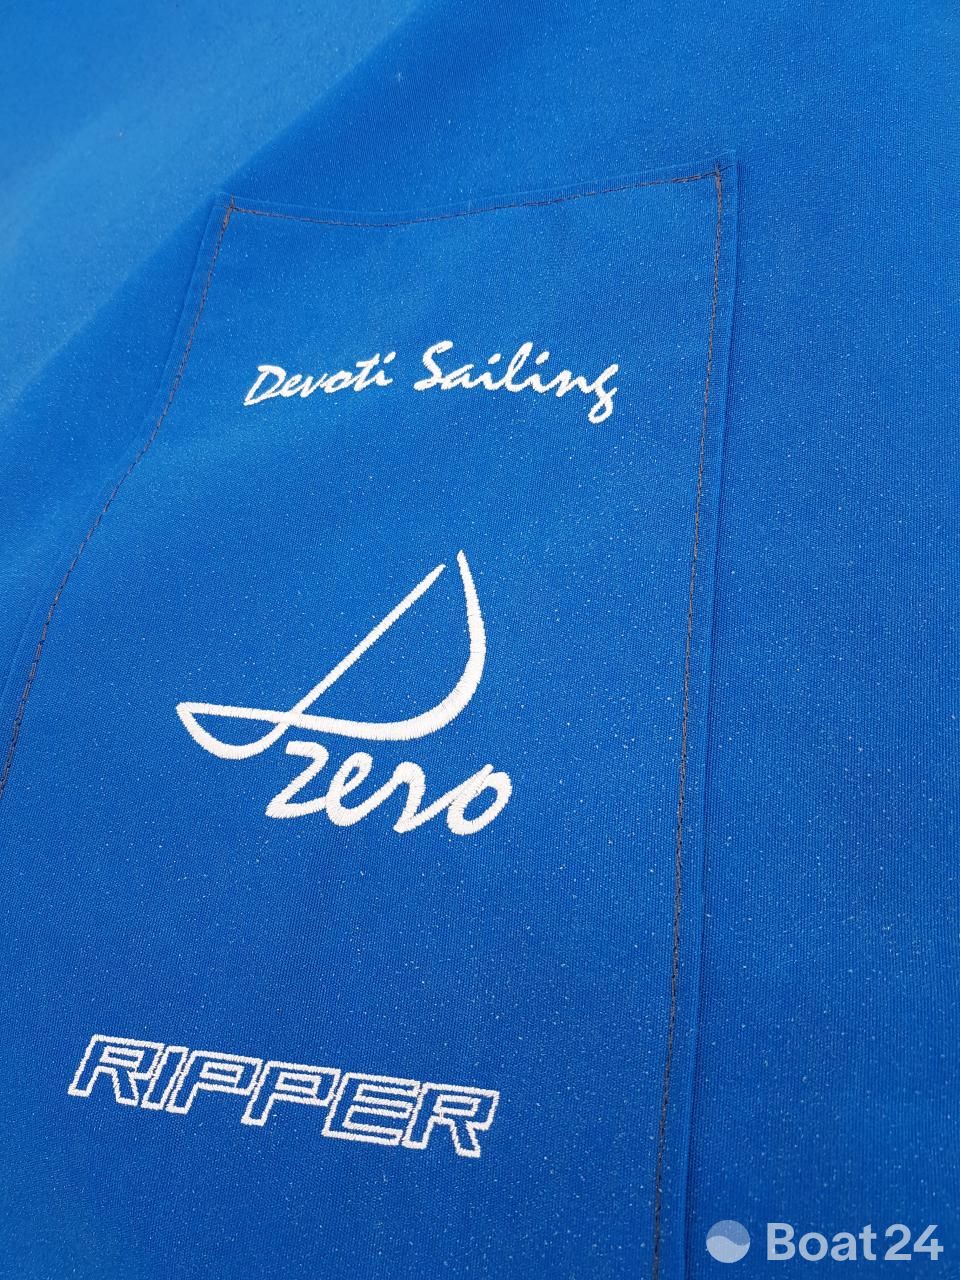 Devoti Sailing
zero
RIPPER
Boat24